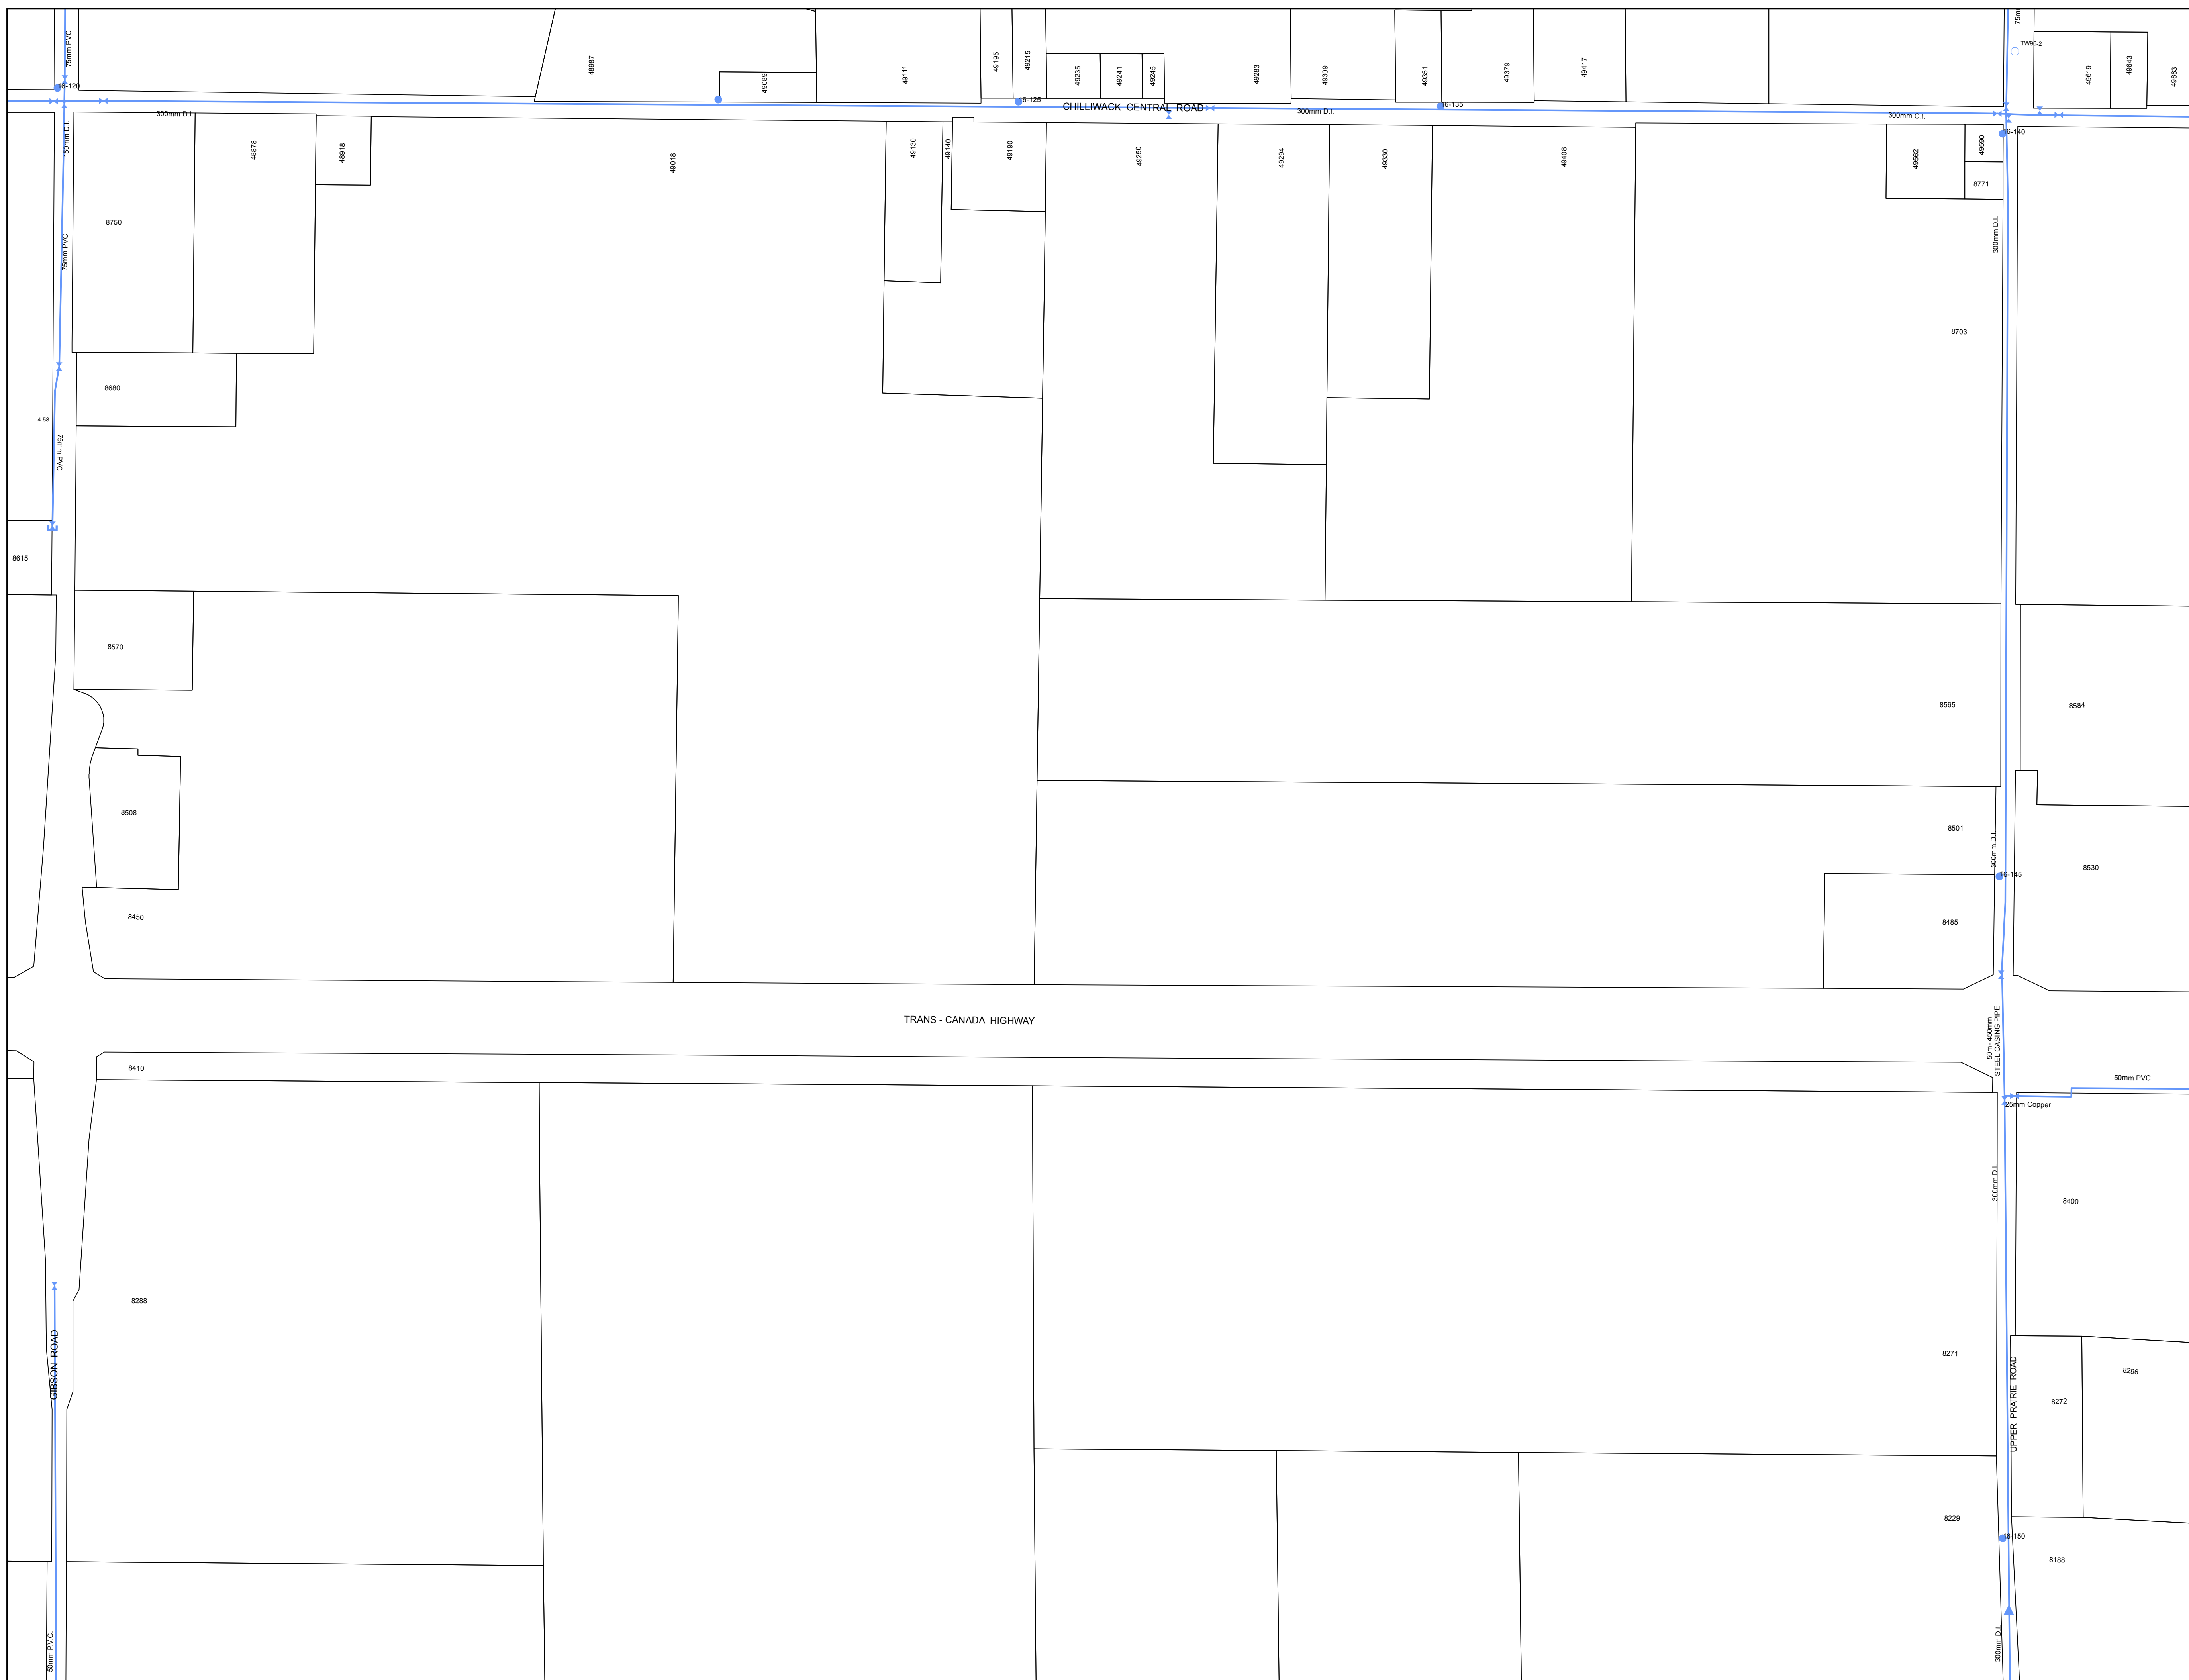 75mm PVC
16-120
48987
49089
49111
49195
49215
49235
49241
49245
49283
49309
49351
49379
49417
TW95-2
49619
49643
49663
16-125
CHILLIWACK CENTRAL ROAD
300mm D.I.
16-135
300mm D.I.
300mm C.I.
16-140
150mm D.I.
48878
48918
49018
49130
49140
49190
49250
49294
49330
49408
49562
49590
8771
8750
75mm PVC
300mm D.I.
8703
8680
4.58-
75mm PVC
8615
8570
8565
8584
8508
8501
300mm D.I.
8530
16-145
8450
8485
TRANS - CANADA HIGHWAY
50m- 450mm
STEEL CASING PIPE
8410
50mm PVC
25mm Copper
300mm D.I.
8400
8288
GIBSON ROAD
8271
UPPER PRAIRIE ROAD
8272
8296
8229
16-150
8188
50mm P.V.C.
300mm D.I.